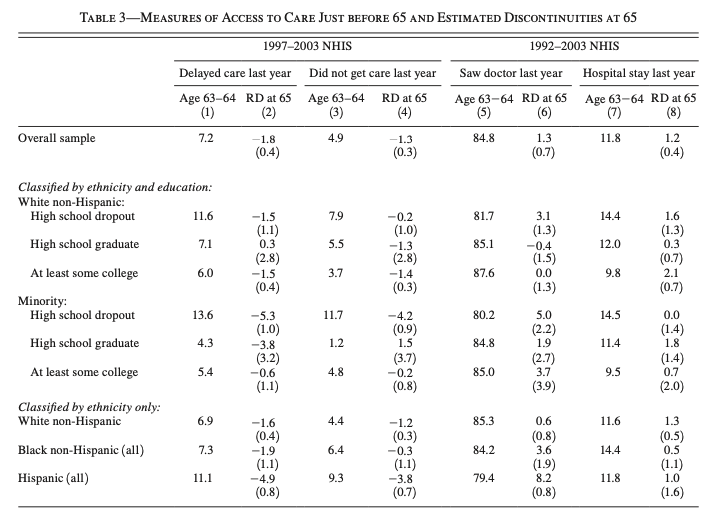 TABLE 3—MEASURES OF ACCESS TO CARE JUST BEFORE 65 AND ESTIMATED DISCONTINUITIES AT 65
1997–2003 NHIS 1992–2003 NHIS
Delayed care last year Did not get care last year Saw doctor last year Hospital stay last year
Age 63–64 RD at 65 Age 63–64 RD at 65 Age 63–64 RD at 65 Age 63–64 RD at 65
(1) (2) (3) (4) (5) (6) (7) (8)
Overall sample 7.2 −1.8 4.9 −1.3 84.8 1.3 11.8 1.2
(0.4) (0.3) (0.7) (0.4)
Classified by ethnicity and education:
White non-Hispanic:
High school dropout 11.6 −1.5 7.9 −0.2 81.7 3.1 14.4 1.6
(1.1) (1.0) (1.3) (1.3)
High school graduate 7.1 0.3 5.5 −1.3 85.1 −0.4 12.0 0.3
(2.8) (2.8) (1.5) (0.7)
At least some college 6.0 −1.5 3.7 −1.4 87.6 0.0 9.8 2.1
(0.4) (0.3) (1.3) (0.7)
Minority:
High school dropout 13.6 −5.3 11.7 −4.2 80.2 5.0 14.5 0.0
(1.0) (0.9) (2.2) (1.4)
High school graduate 4.3 −3.8 1.2 1.5 84.8 1.9 11.4 1.8
(3.2) (3.7) (2.7) (1.4)
At least some college 5.4 −0.6 4.8 −0.2 85.0 3.7 9.5 0.7
(1.1) (0.8) (3.9) (2.0)
Classified by ethnicity only:
White non-Hispanic 6.9 −1.6 4.4 −1.2 85.3 0.6 11.6 1.3
(0.4) (0.3) (0.8) (0.5)
Black non-Hispanic (all) 7.3 −1.9 6.4 −0.3 84.2 3.6 14.4 0.5
(1.1) (1.1) (1.9) (1.1)
Hispanic (all) 11.1 −4.9 9.3 −3.8 79.4 8.2 11.8 1.0
(0.8) (0.7) (0.8) (1.6)